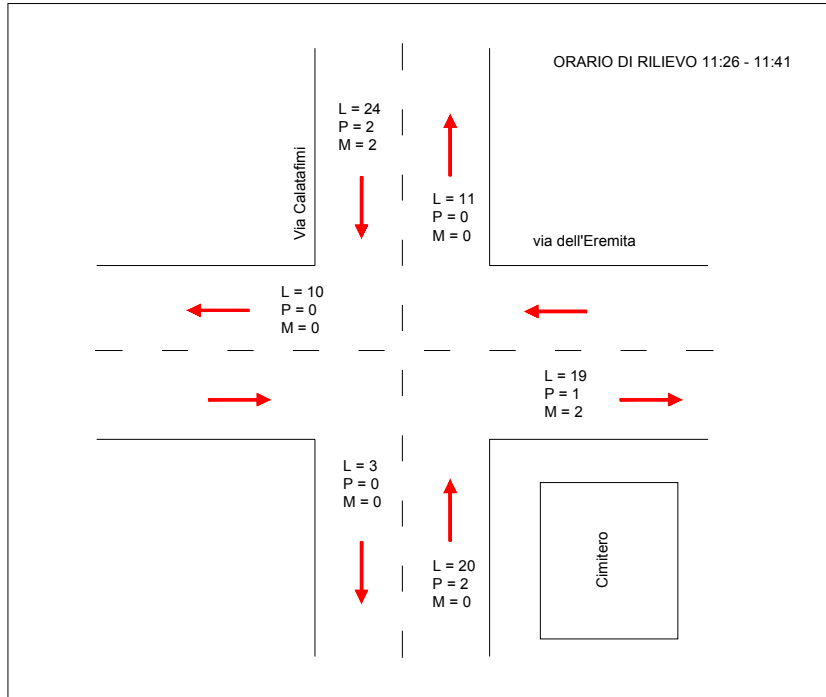 ORARIO DI RILIEVO 11:26 - 11:41
L = 24
P = 2
M = 2
Via Calatafimi
L = 11
P = 0
M = 0
via dell'Eremita
L = 10
P = 0
M = 0
L = 19
P = 1
M = 2
L = 3
P = 0
M = 0
L = 20
P = 2
M = 0
Cimitero